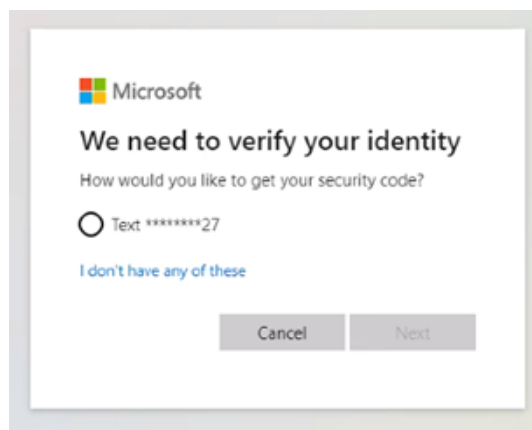 Microsoft
We need to verify your identity
How would you like to get your security code?
Text ********27
I don't have any of these
Cancel
Next